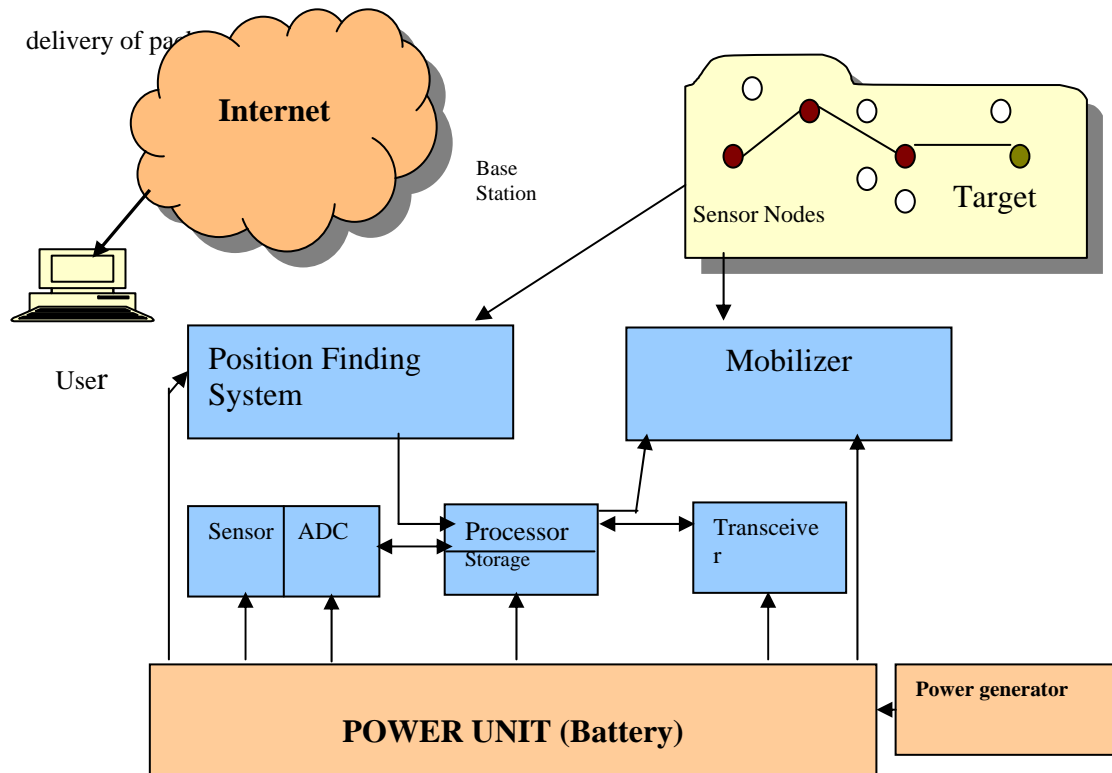 delivery of
Internet
Base
Station
Sensor Nodes
Target
User
Position Finding
System
Mobilizer
Sensor
ADC
Processor
Storage
Transceive
r
POWER UNIT (Battery)
Power generator